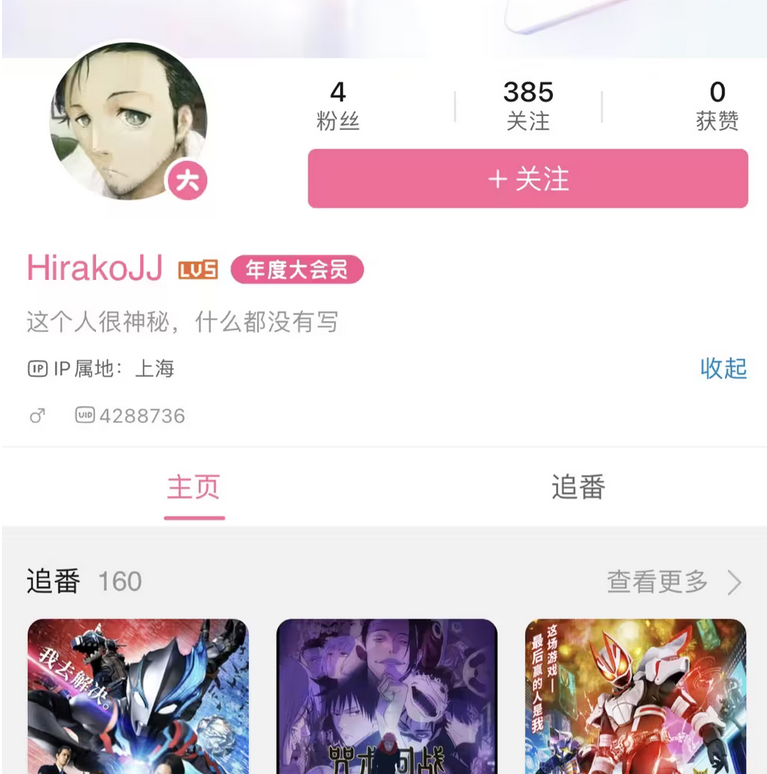 4 385 0
粉丝 关注 获赞
大
+ 关注
HirakoJJ LV5 年度大会员
这个人很神秘，什么都没有写
IP IP属地：上海 收起
♂ UID 4288736
主页 追番
追番 160 查看更多 >
我去解决。
咒术回战
这场游戏—
最后赢的人是我